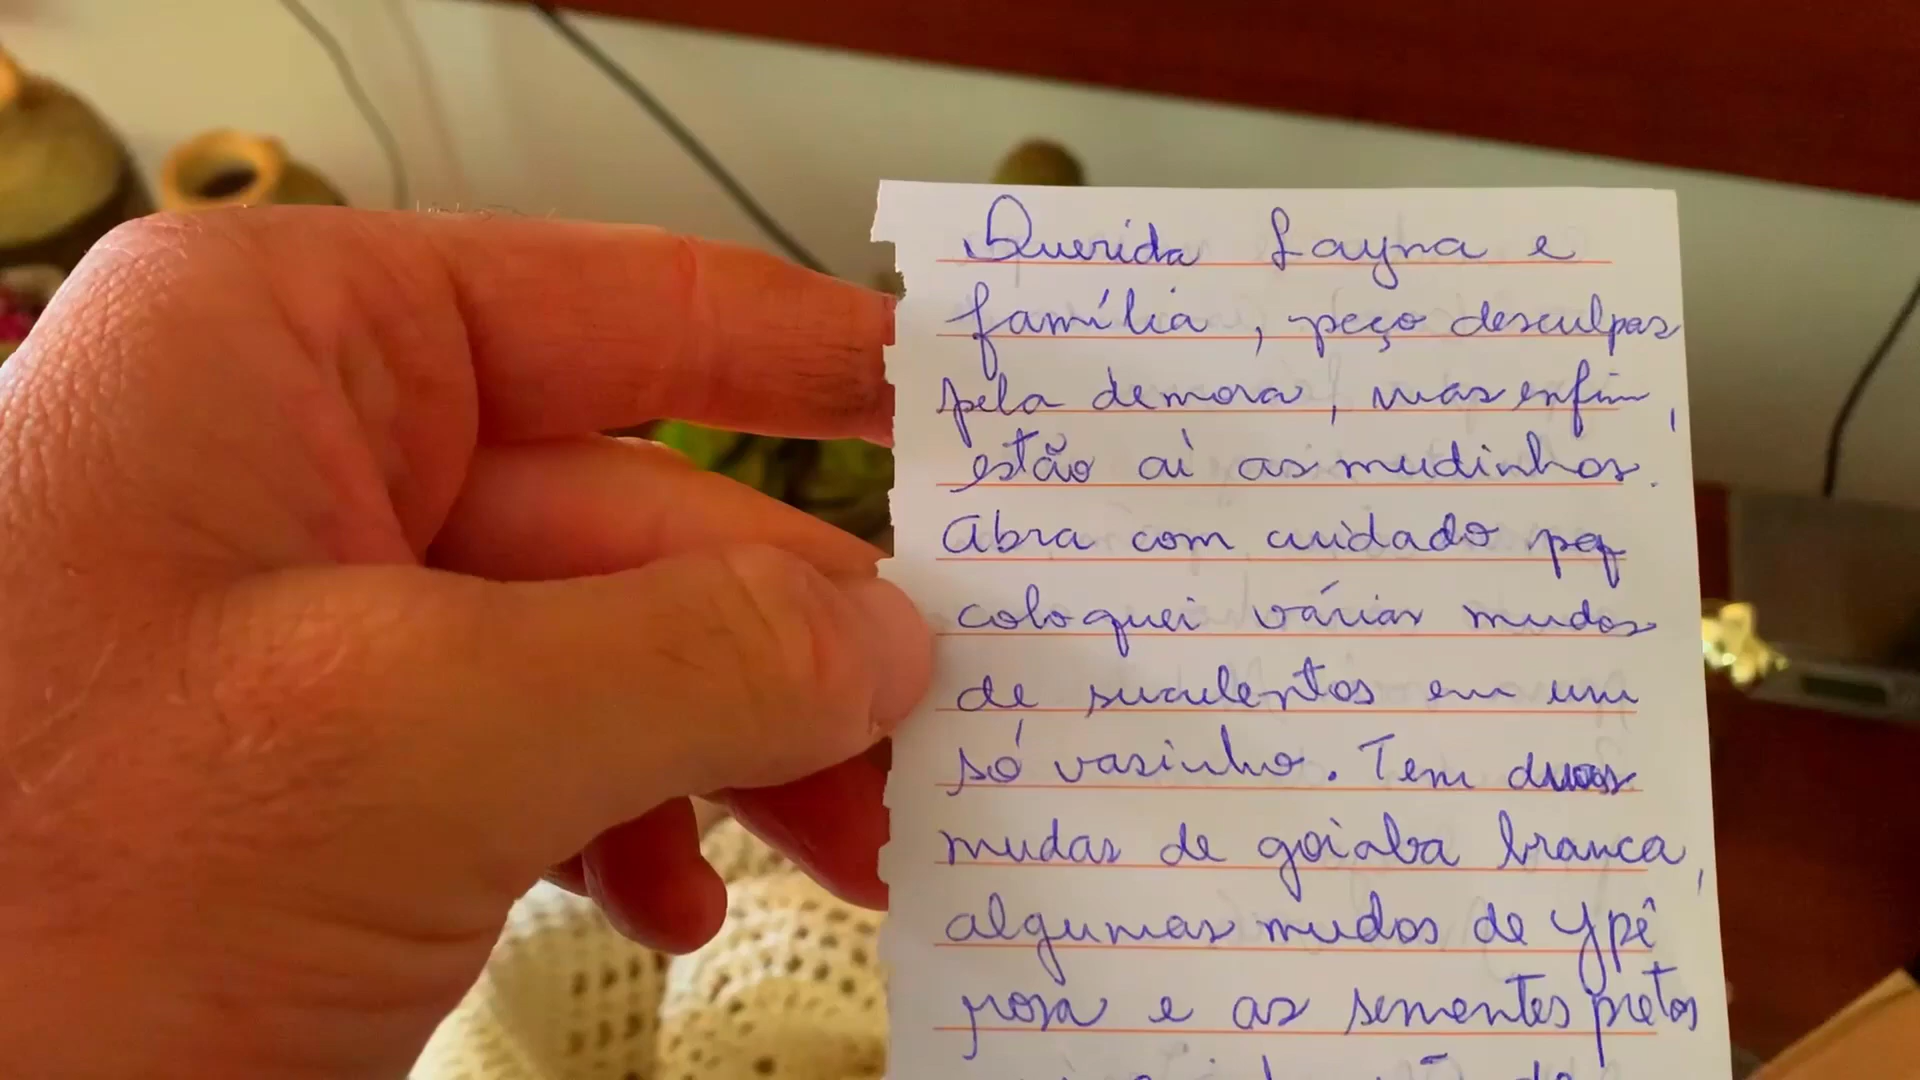 Querida Layna e
família, peço desculpas
pela demora, mas enfim,
estão aí as mudinhas.
Abra com cuidado pq
coloquei várias mudas
de suculentas em um
só vasinho. Tem duas
mudas de goiaba branca,
algumas mudas de Ypê
rosa e as sementes pretas